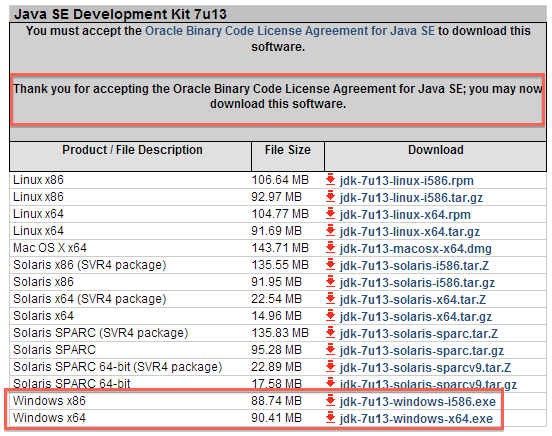 Java SE Development Kit 7u13
You must accept the Oracle Binary Code License Agreement for Java SE to download this
software.
Thank you for accepting the Oracle Binary Code License Agreement for Java SE; you may now
download this software.
Product / File Description File Size Download
Linux x86 106.64 MB jdk-7u13-linux-i586.rpm
Linux x86 92.97 MB jdk-7u13-linux-i586.tar.gz
Linux x64 104.77 MB jdk-7u13-linux-x64.rpm
Linux x64 91.69 MB jdk-7u13-linux-x64.tar.gz
Mac OS X x64 143.71 MB jdk-7u13-macosx-x64.dmg
Solaris x86 (SVR4 package) 135.55 MB jdk-7u13-solaris-i586.tar.Z
Solaris x86 91.95 MB jdk-7u13-solaris-i586.tar.gz
Solaris x64 (SVR4 package) 22.54 MB jdk-7u13-solaris-x64.tar.Z
Solaris x64 14.96 MB jdk-7u13-solaris-x64.tar.gz
Solaris SPARC (SVR4 package) 135.83 MB jdk-7u13-solaris-sparc.tar.Z
Solaris SPARC 95.28 MB jdk-7u13-solaris-sparc.tar.gz
Solaris SPARC 64-bit (SVR4 package) 22.89 MB jdk-7u13-solaris-sparcv9.tar.Z
Solaris SPARC 64-bit 17.58 MB jdk-7u13-solaris-sparcv9.tar.gz
Windows x86 88.74 MB jdk-7u13-windows-i586.exe
Windows x64 90.41 MB jdk-7u13-windows-x64.exe